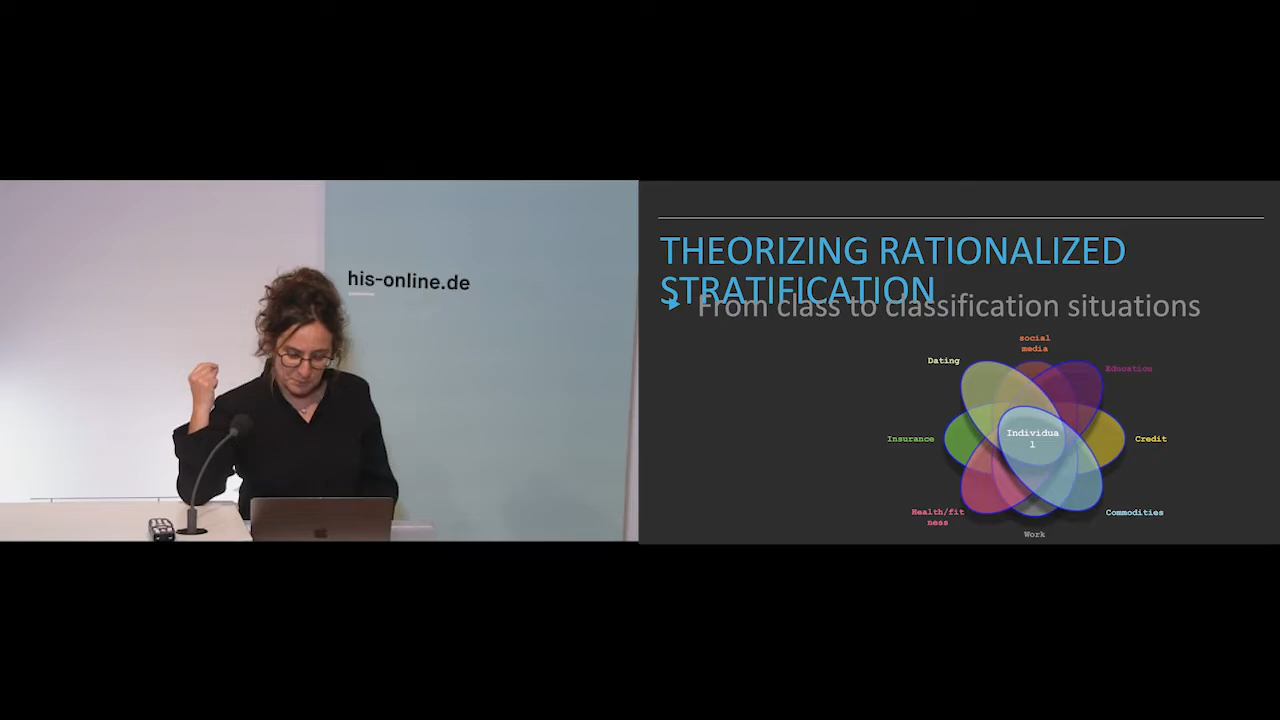 his-online.de
THEORIZING RATIONALIZED
STRATIFICATION
From class to classification situations
social
media
Dating
Education
Insurance
Individua
l
Credit
Health/fit
ness
Commodities
Work